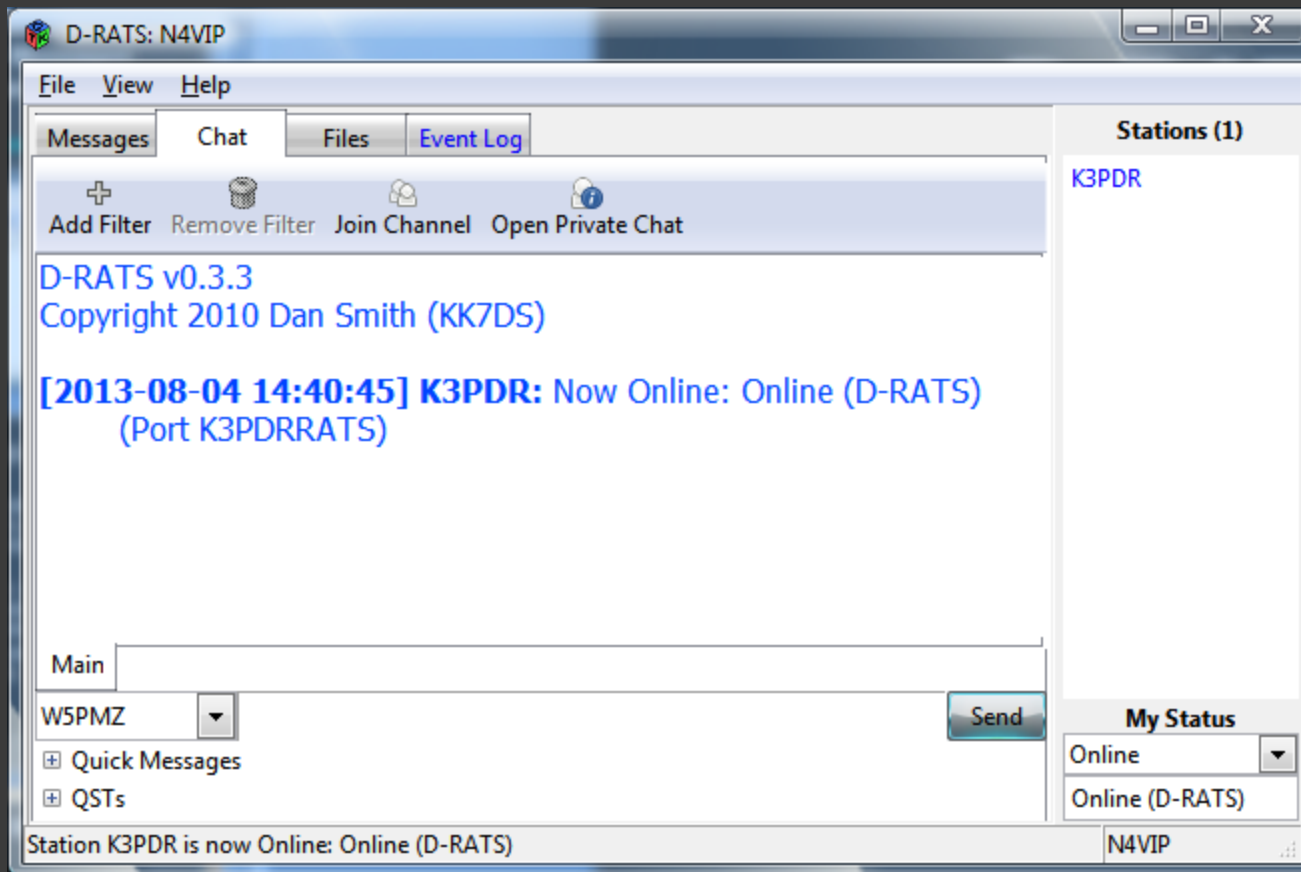 D-RATS: N4VIP
File View Help
Messages Chat Files Event Log
Add Filter Remove Filter Join Channel Open Private Chat
D-RATS v0.3.3
Copyright 2010 Dan Smith (KK7DS)
[2013-08-04 14:40:45] K3PDR: Now Online: Online (D-RATS)
(Port K3PDRRATS)
Main
W5PMZ
Send
Quick Messages
QSTs
Stations (1)
K3PDR
My Status
Online
Online (D-RATS)
Station K3PDR is now Online: Online (D-RATS)
N4VIP